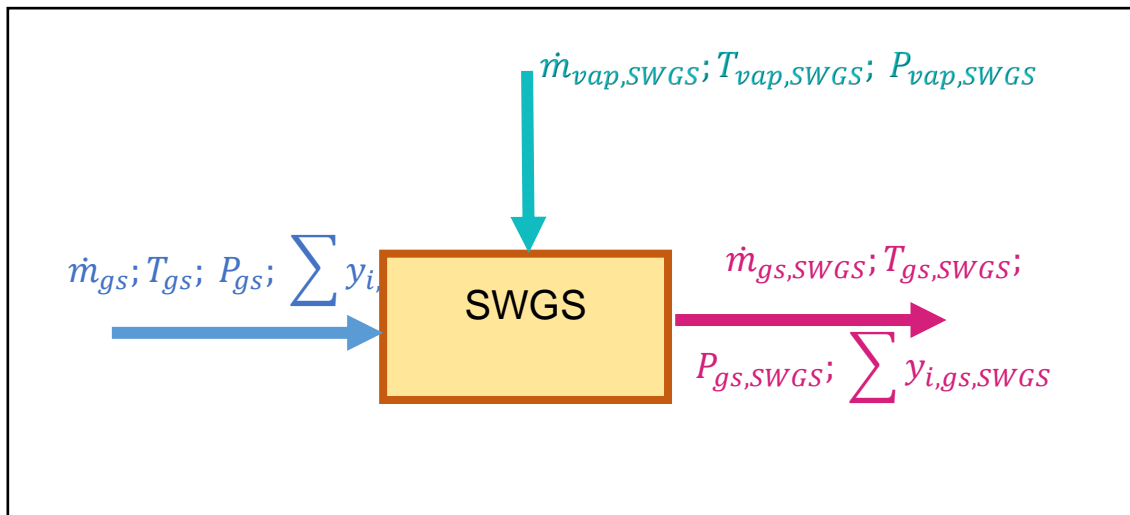 ṁ_{vap,SWGS}; T_{vap,SWGS}; P_{vap,SWGS}
ṁ_{gs}; T_{gs}; P_{gs}; ∑ y_{i,
SWGS
ṁ_{gs,SWGS}; T_{gs,SWGS};
P_{gs,SWGS}; ∑ y_{i,gs,SWGS}